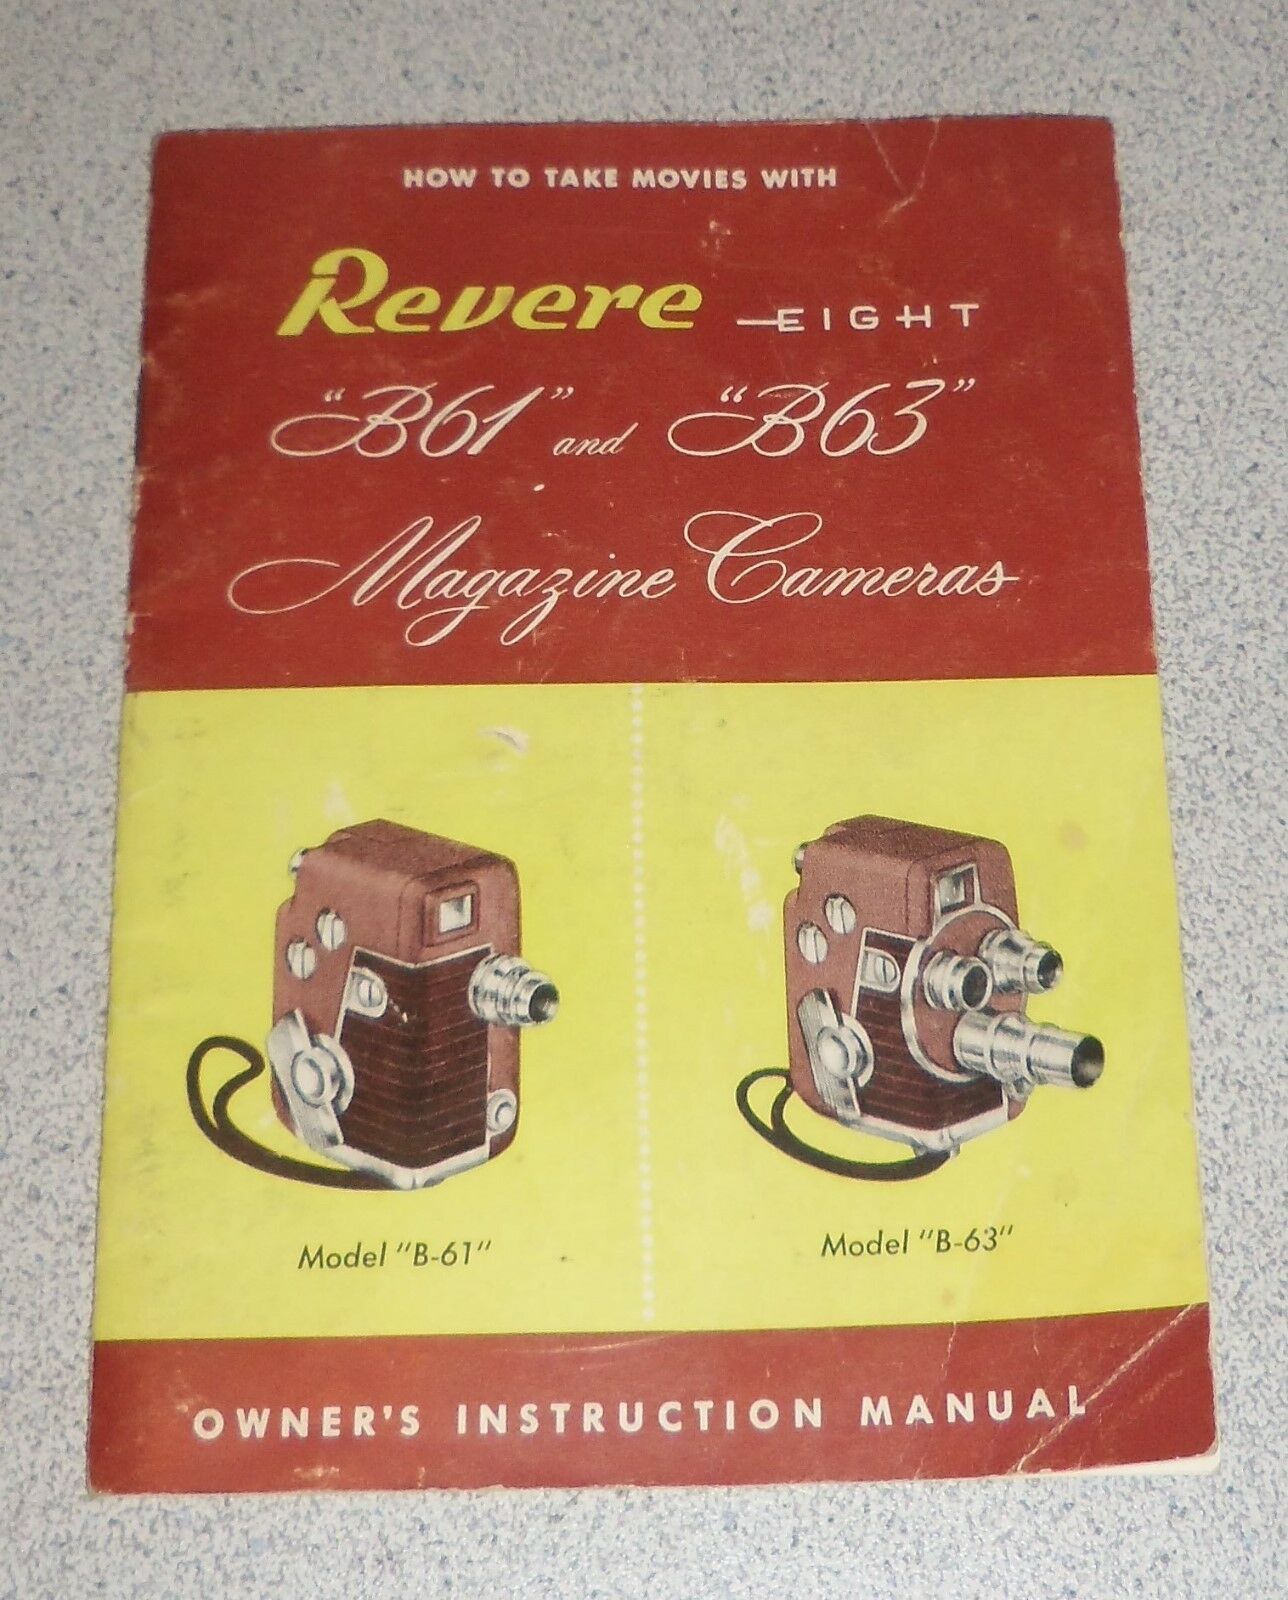 HOW TO TAKE MOVIES WITH
Revere EIGHT
"B61" and "B63"
Magazine Cameras
Model "B-61"
Model "B-63"
OWNER'S INSTRUCTION MANUAL